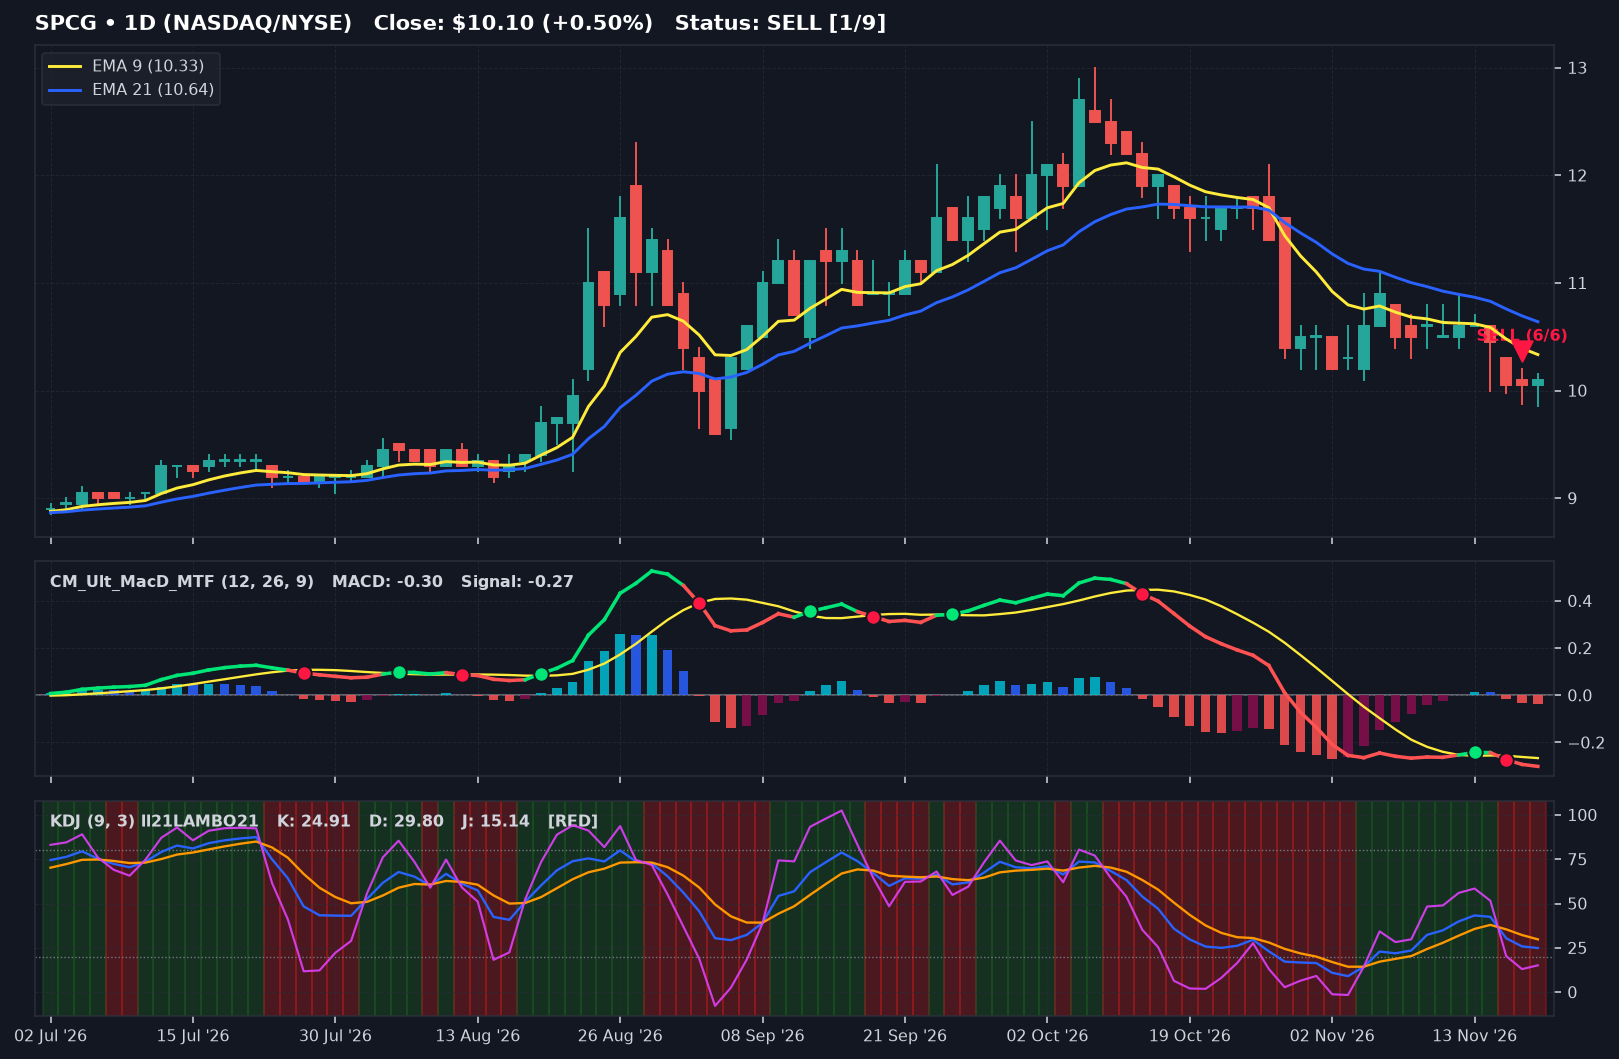 SPCG • 1D (NASDAQ/NYSE)   Close: $10.10 (+0.50%)   Status: SELL [1/9]
EMA 9 (10.33)
EMA 21 (10.64)
13
12
11
SELL (6/6)
10
9
CM_Ult_MacD_MTF (12, 26, 9)   MACD: -0.30   Signal: -0.27
0.4
0.2
0.0
−0.2
KDJ (9, 3) II21LAMBO21   K: 24.91   D: 29.80   J: 15.14   [RED]
100
75
50
25
0
02 Jul '26   15 Jul '26   30 Jul '26   13 Aug '26   26 Aug '26   08 Sep '26   21 Sep '26   02 Oct '26   19 Oct '26   02 Nov '26   13 Nov '26